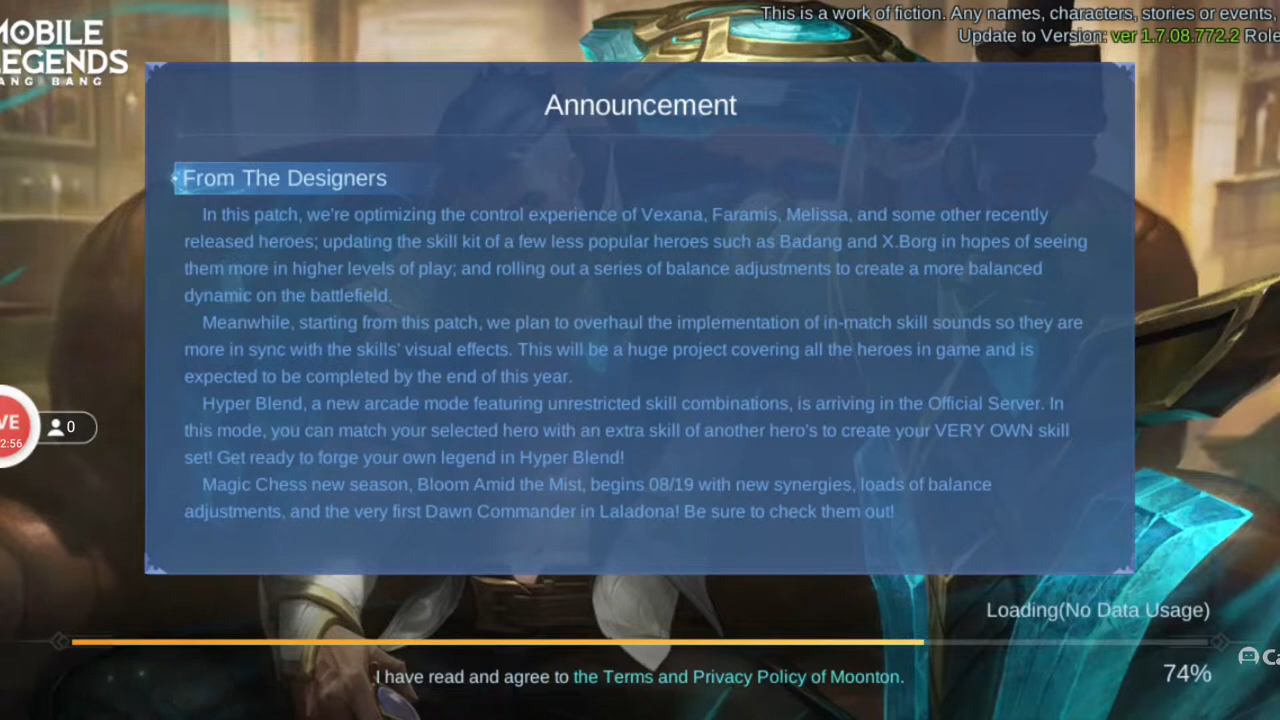 This is a work of fiction. Any names, characters, stories or events,
MOBILE
LEGENDS
BANG BANG
Update to Version: ver 1.7.08.772.2 Role
Announcement
From The Designers
In this patch, we're optimizing the control experience of Vexana, Faramis, Melissa, and some other recently
released heroes; updating the skill kit of a few less popular heroes such as Badang and X.Borg in hopes of seeing
them more in higher levels of play; and rolling out a series of balance adjustments to create a more balanced
dynamic on the battlefield.
Meanwhile, starting from this patch, we plan to overhaul the implementation of in-match skill sounds so they are
more in sync with the skills' visual effects. This will be a huge project covering all the heroes in game and is
expected to be completed by the end of this year.
Hyper Blend, a new arcade mode featuring unrestricted skill combinations, is arriving in the Official Server. In
this mode, you can match your selected hero with an extra skill of another hero's to create your VERY OWN skill
set! Get ready to forge your own legend in Hyper Blend!
Magic Chess new season, Bloom Amid the Mist, begins 08/19 with new synergies, loads of balance
adjustments, and the very first Dawn Commander in Laladona! Be sure to check them out!
VE
2:56
0
Loading(No Data Usage)
Ca
I have read and agree to the Terms and Privacy Policy of Moonton.
74%